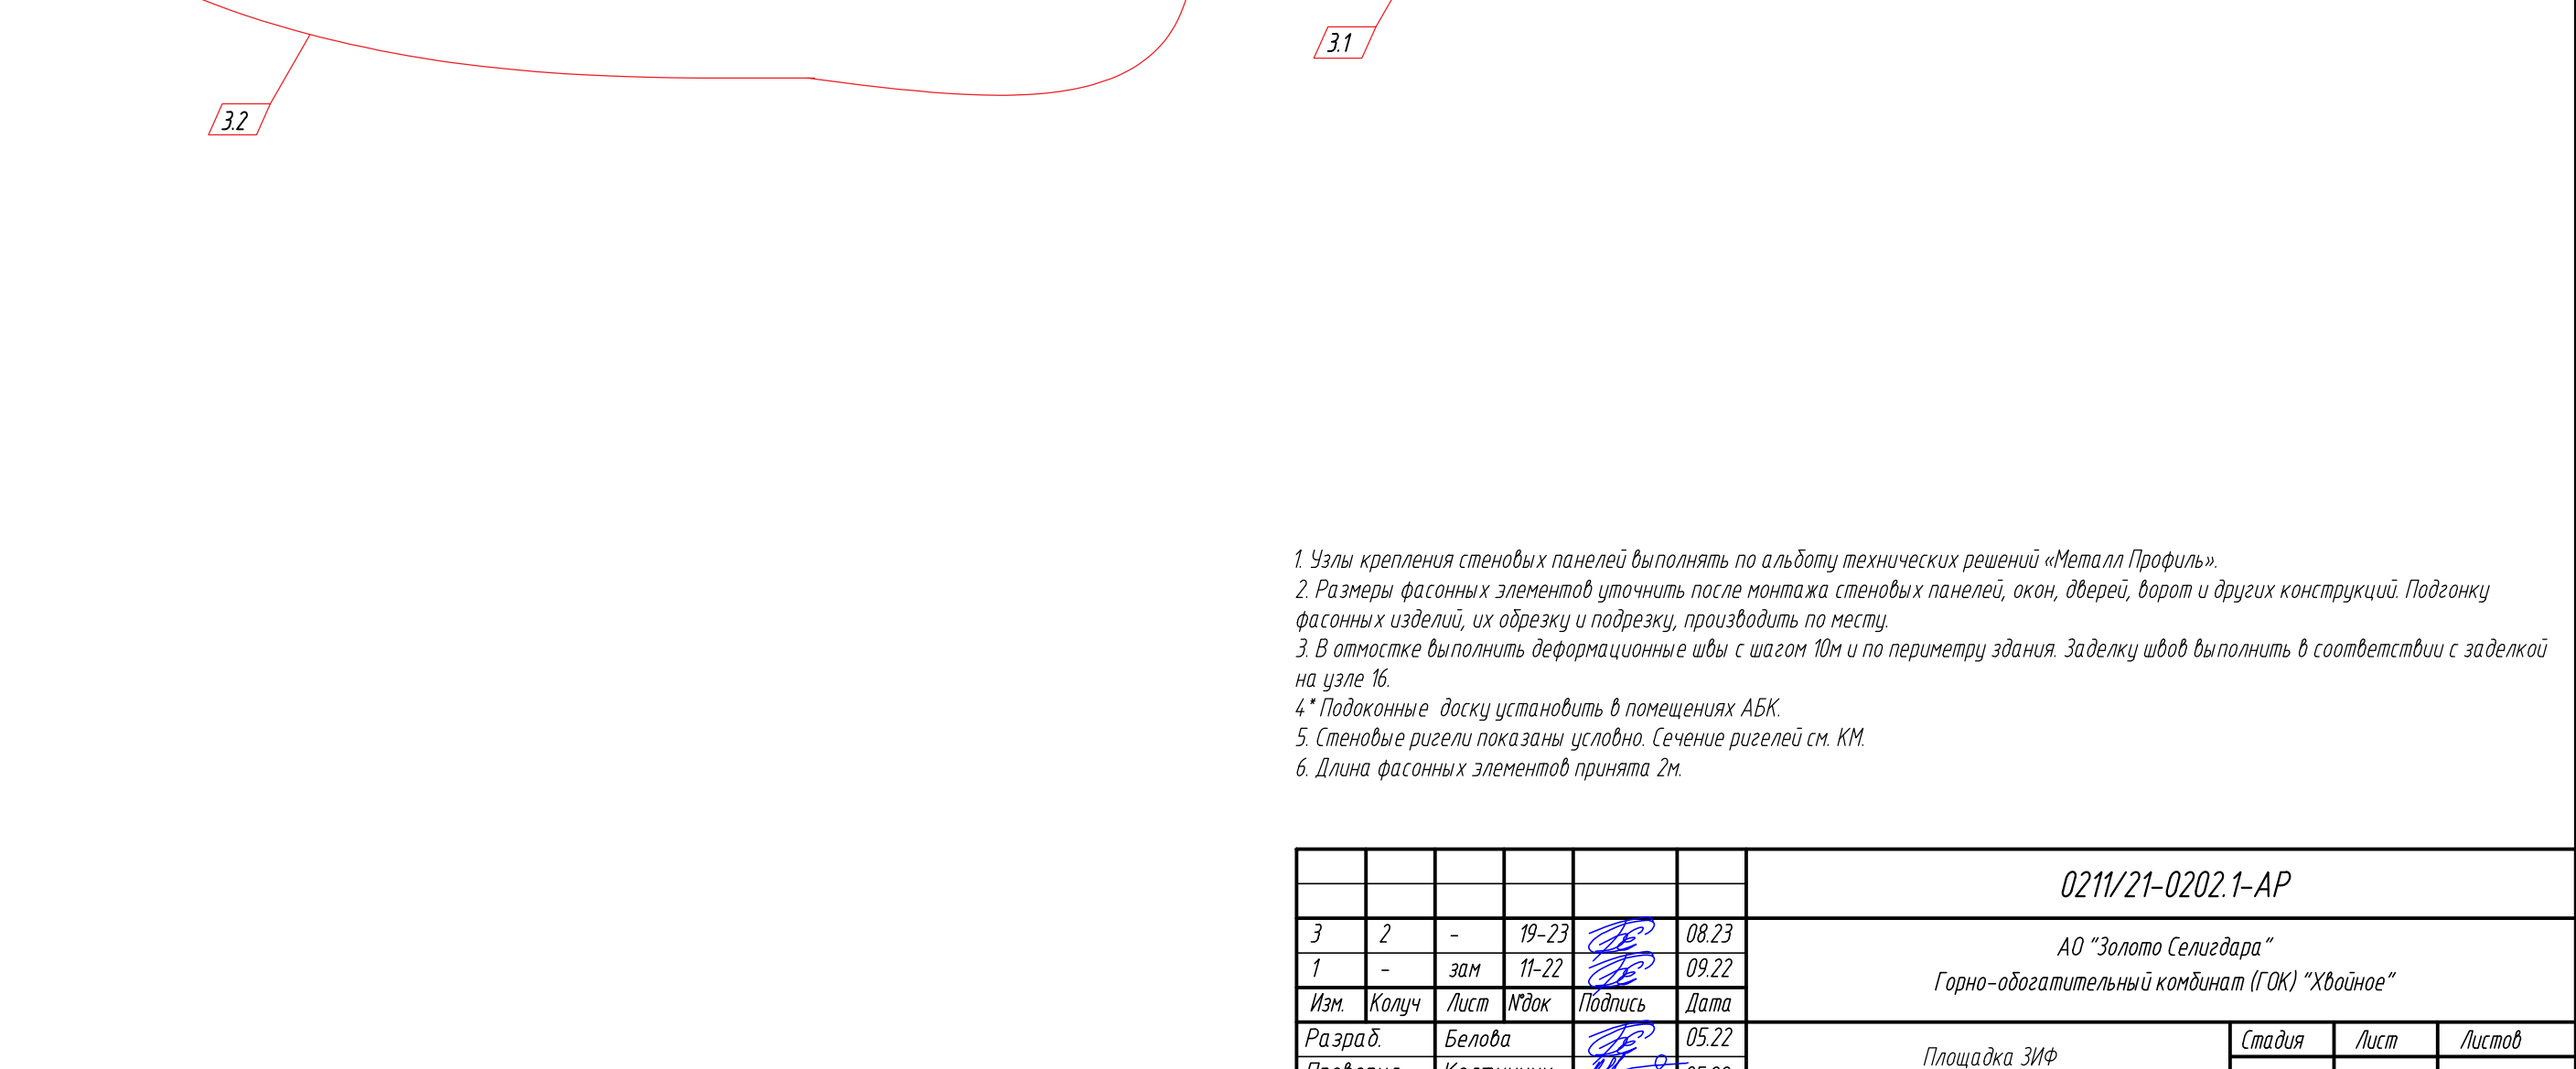 3.1
3.2
1. Узлы крепления стеновых панелей выполнять по альботу технических решений «Металл Профиль».
2. Размеры фасонных элементов уточнить после монтажа стеновых панелей, окон, дверей, ворот и других конструкций. Подгонку
фасонных изделий, их обрезку и подрезку, производить по месту.
3. В отмостке выполнить деформационные швы с шагом 10м и по периметру здания. Заделку швов выполнить в соответствии с заделкой
на узле 16.
4* Подоконные доску установить в помещениях АБК.
5. Стеновые ригели показаны условно. Сечение ригелей см. КМ.
6. Длина фасонных элементов принята 2м.
0211/21-0202.1-АР
3 2 - 19-23 08.23
АО "Золото Селигдара"
1 - зам 11-22 09.22
Горно-обогатительный комбинат (ГОК) "Хвойное"
Изм. Колуч Лист №док Подпись Дата
Разраб. Белова 05.22
Площадка ЗИФ
Стадия Лист Листов